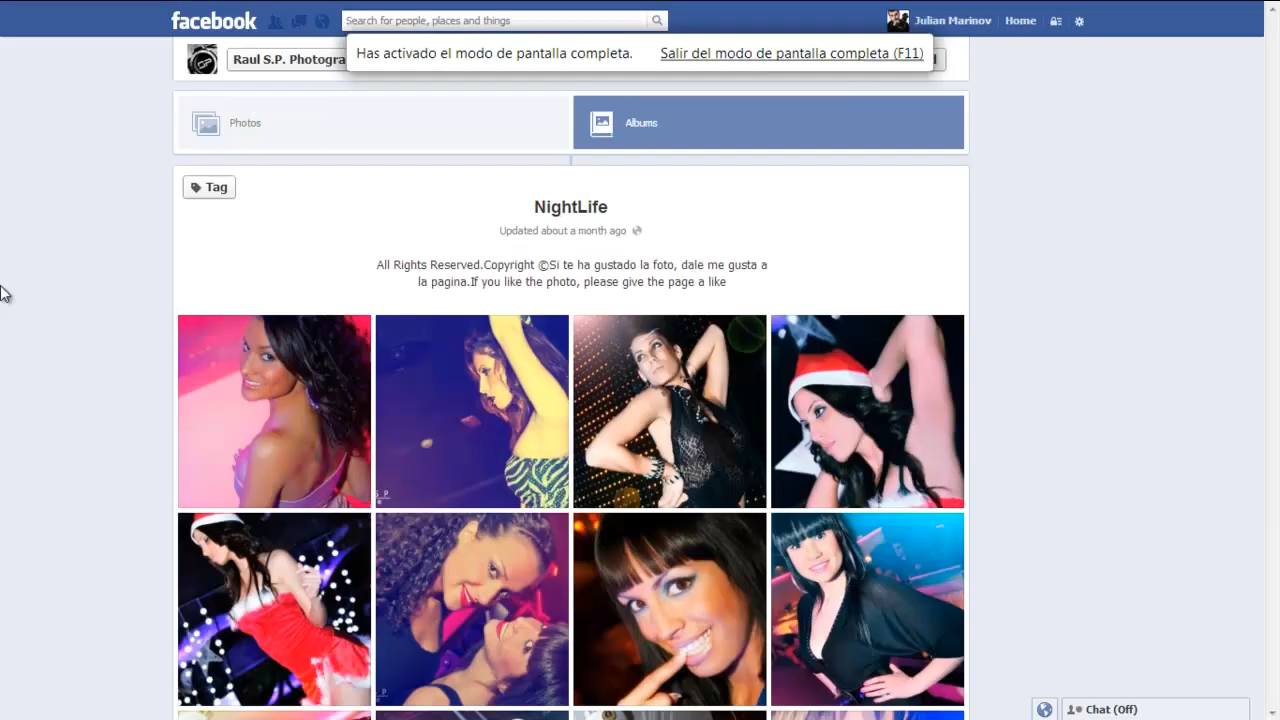 facebook
Search for people, places and things
Julian Marinov
Home
Has activado el modo de pantalla completa.
Salir del modo de pantalla completa (F11)
Raul S.P. Photogra
Photos
Albums
Tag
NightLife
Updated about a month ago
All Rights Reserved.Copyright ©Si te ha gustado la foto, dale me gusta a
la pagina.If you like the photo, please give the page a like
Chat (Off)